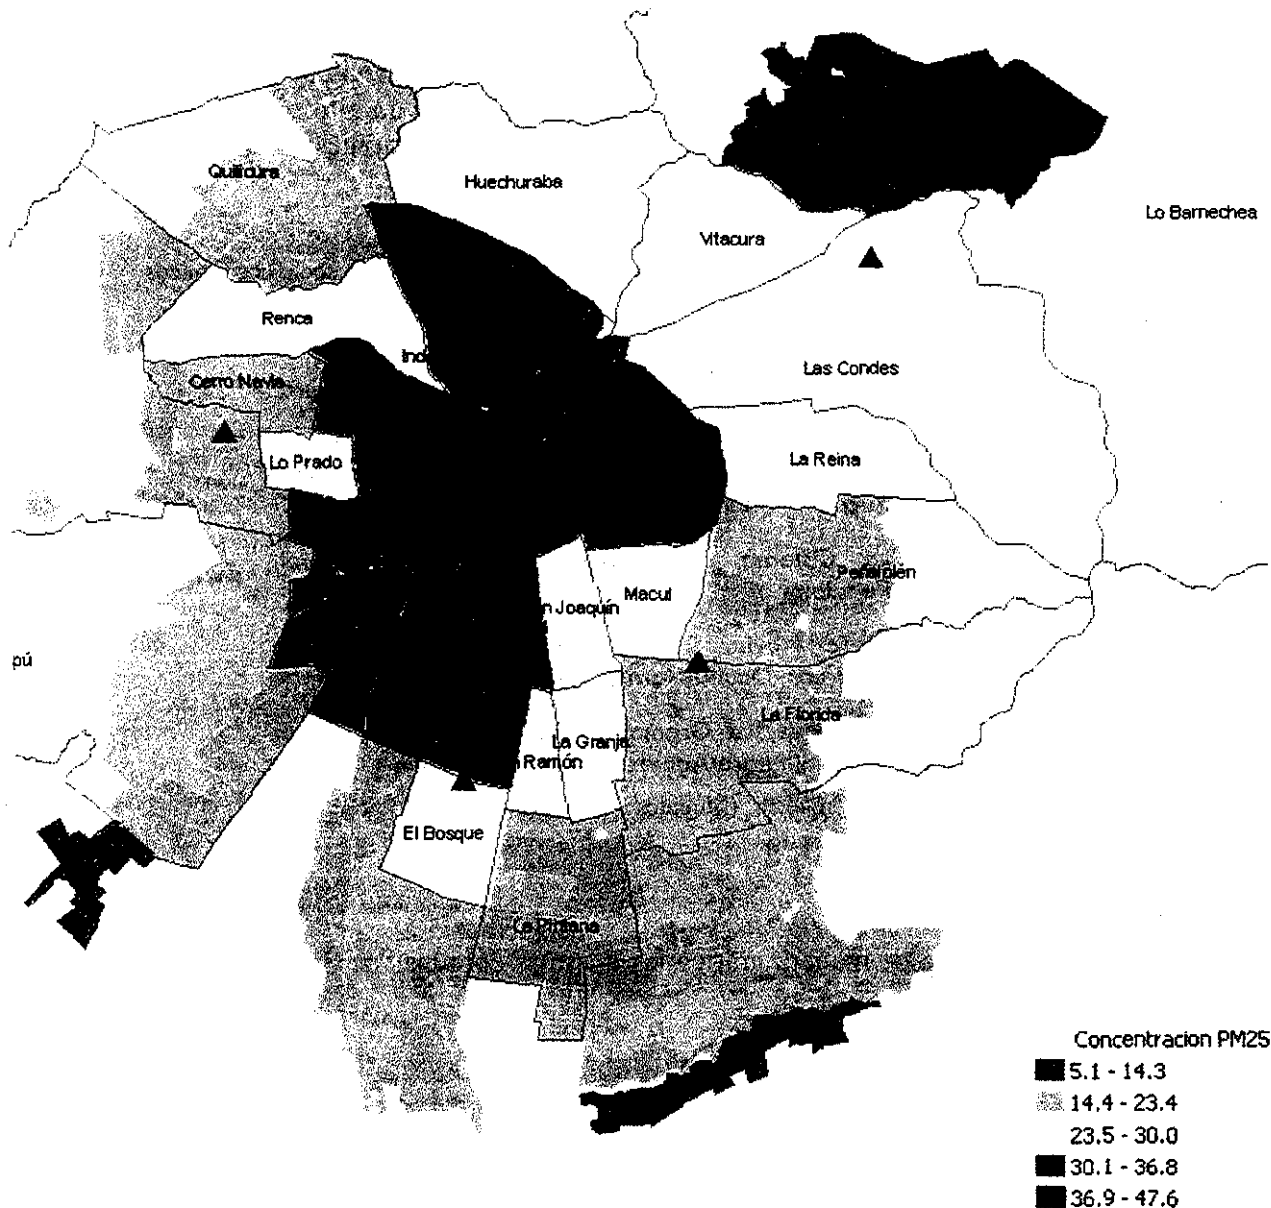 Quilicura
Huechuraba
Lo Barnechea
Vitacura
Renca
Ind
Las Condes
Cerro Navia
La Reina
Lo Prado
Peñalolén
Macul
n Joaquín
pú
La Florida
La Granja
n Ramón
El Bosque
La Pintana
Concentracion PM25
5.1 - 14.3
14.4 - 23.4
23.5 - 30.0
30.1 - 36.8
36.9 - 47.6